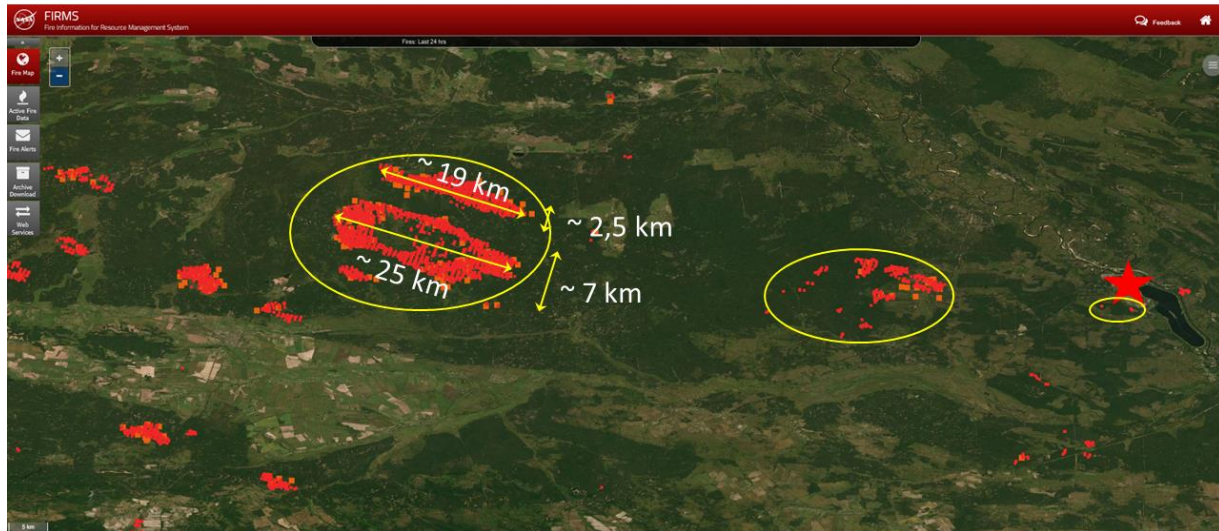 NASA
FIRMS
Fire Information for Resource Management System
Feedback
Fires: Last 24 hrs
Fire Map
Active Fire
Data
Fire Alerts
Archive
Download
Web
Services
+
-
~ 19 km
~ 2,5 km
~ 25 km
~ 7 km
5 km